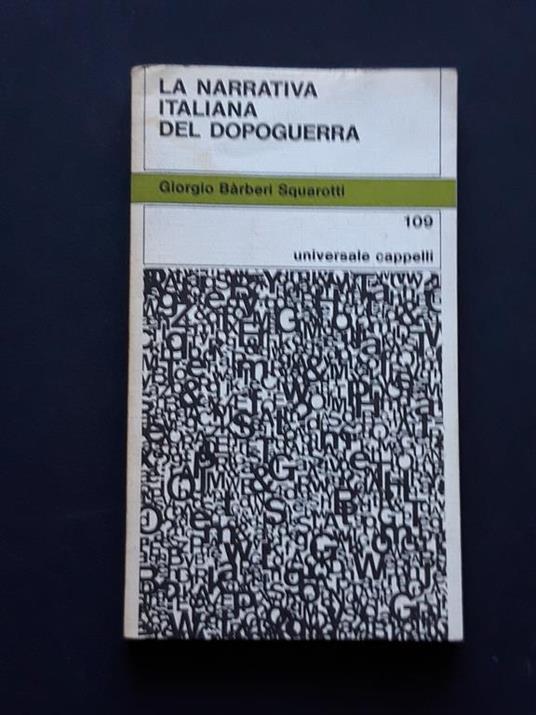 LA NARRATIVA
ITALIANA
DEL DOPOGUERRA
Giorgio Bàrberi Squarotti
109
universale cappelli